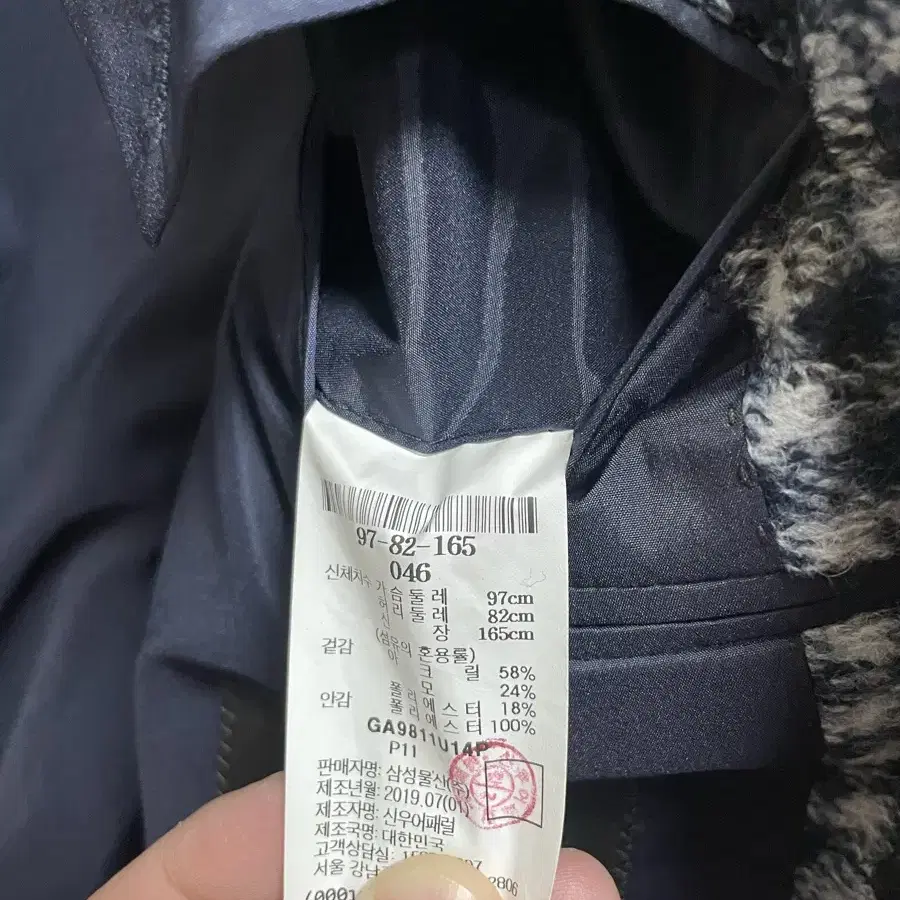 97-82-165
046
신체치수 가슴둘레 97cm
허리둘레 82cm
신장 165cm
(섬유의 혼용률)
겉감 아크릴 58%
모 24%
폴리에스터 18%
안감 폴리에스터 100%
GA9811U14P
P11
판매자명: 삼성물산(주)
제조년월: 2019.07(01)
제조자명: 신우어패럴
제조국명: 대한민국
고객상담실:
서울 강남
2806